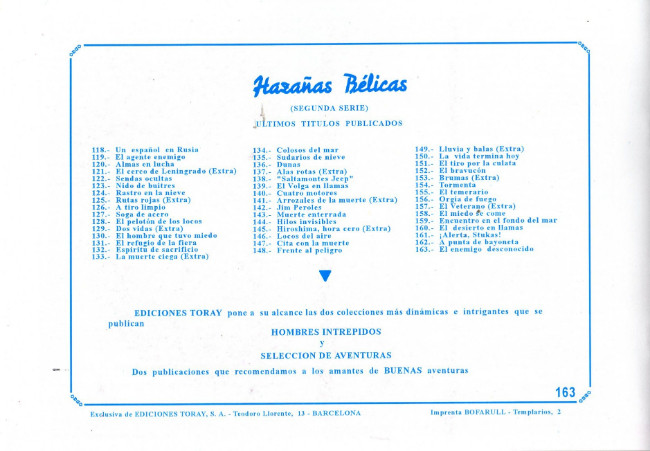 Hazañas Bélicas
(SEGUNDA SERIE)
ULTIMOS TITULOS PUBLICADOS
118.- Un español en Rusia
119.- El agente enemigo
120.- Almas en lucha
121.- El cerco de Leningrado (Extra)
122.- Sendas ocultas
123.- Nido de buitres
124.- Rastro en la nieve
125.- Rutas rojas (Extra)
126.- A tiro limpio
127.- Soga de acero
128.- El pelotón de los locos
129.- Dos vidas (Extra)
130.- El hombre que tuvo miedo
131.- El refugio de la fiera
132.- Espíritu de sacrificio
133.- La muerte ciega (Extra)
134.- Colosos del mar
135.- Sudarios de nieve
136.- Dunas
137.- Alas rotas (Extra)
138.- "Saltamontes Jeep"
139.- El Volga en llamas
140.- Cuatro motores
141.- Arrozales de la muerte (Extra)
142.- Jim Peroles
143.- Muerte enterrada
144.- Hilos invisibles
145.- Hiroshima, hora cero (Extra)
146.- Locos del aire
147.- Cita con la muerte
148.- Frente al peligro
149.- Lluvia y balas (Extra)
150.- La vida termina hoy
151.- El tiro por la culata
152.- El bravucón
153.- Brumas (Extra)
154.- Tormenta
155.- El temerario
156.- Orgía de fuego
157.- El Veterano (Extra)
158.- El miedo se come
159.- Encuentro en el fondo del mar
160.- El desierto en llamas
161.- ¡Alerta, Stukas!
162.- A punta de bayoneta
163.- El enemigo desconocido
EDICIONES TORAY pone a su alcance las dos colecciones más dinámicas e intrigantes que se
publican
HOMBRES INTREPIDOS
y
SELECCION DE AVENTURAS
Dos publicaciones que recomendamos a los amantes de BUENAS aventuras
163
Exclusiva de EDICIONES TORAY, S. A. - Teodoro Llorente, 13 - BARCELONA
Imprenta BOFARULL - Templarios, 2